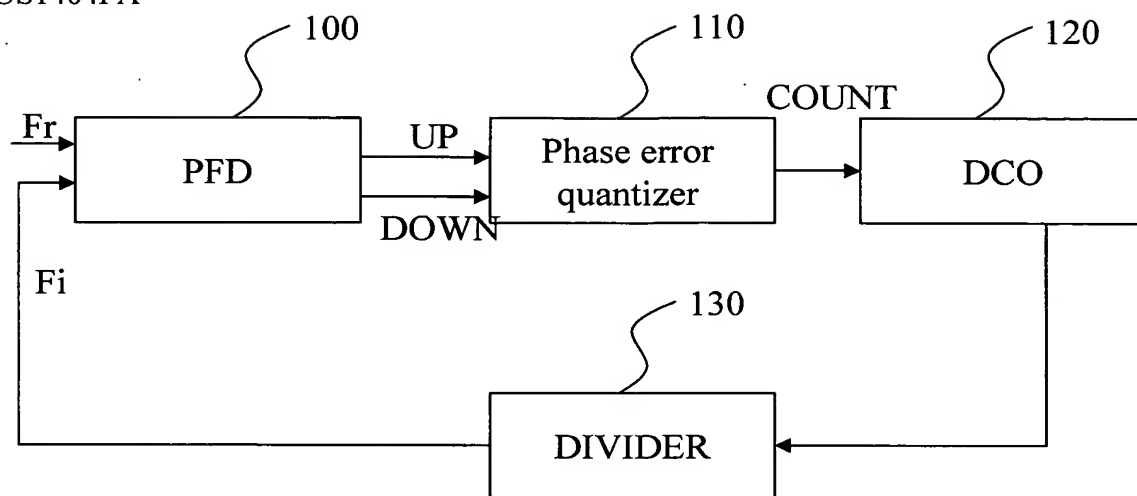 100
110
120
COUNT
Fr
UP
PFD
Phase error
quantizer
DCO
DOWN
Fi
130
DIVIDER